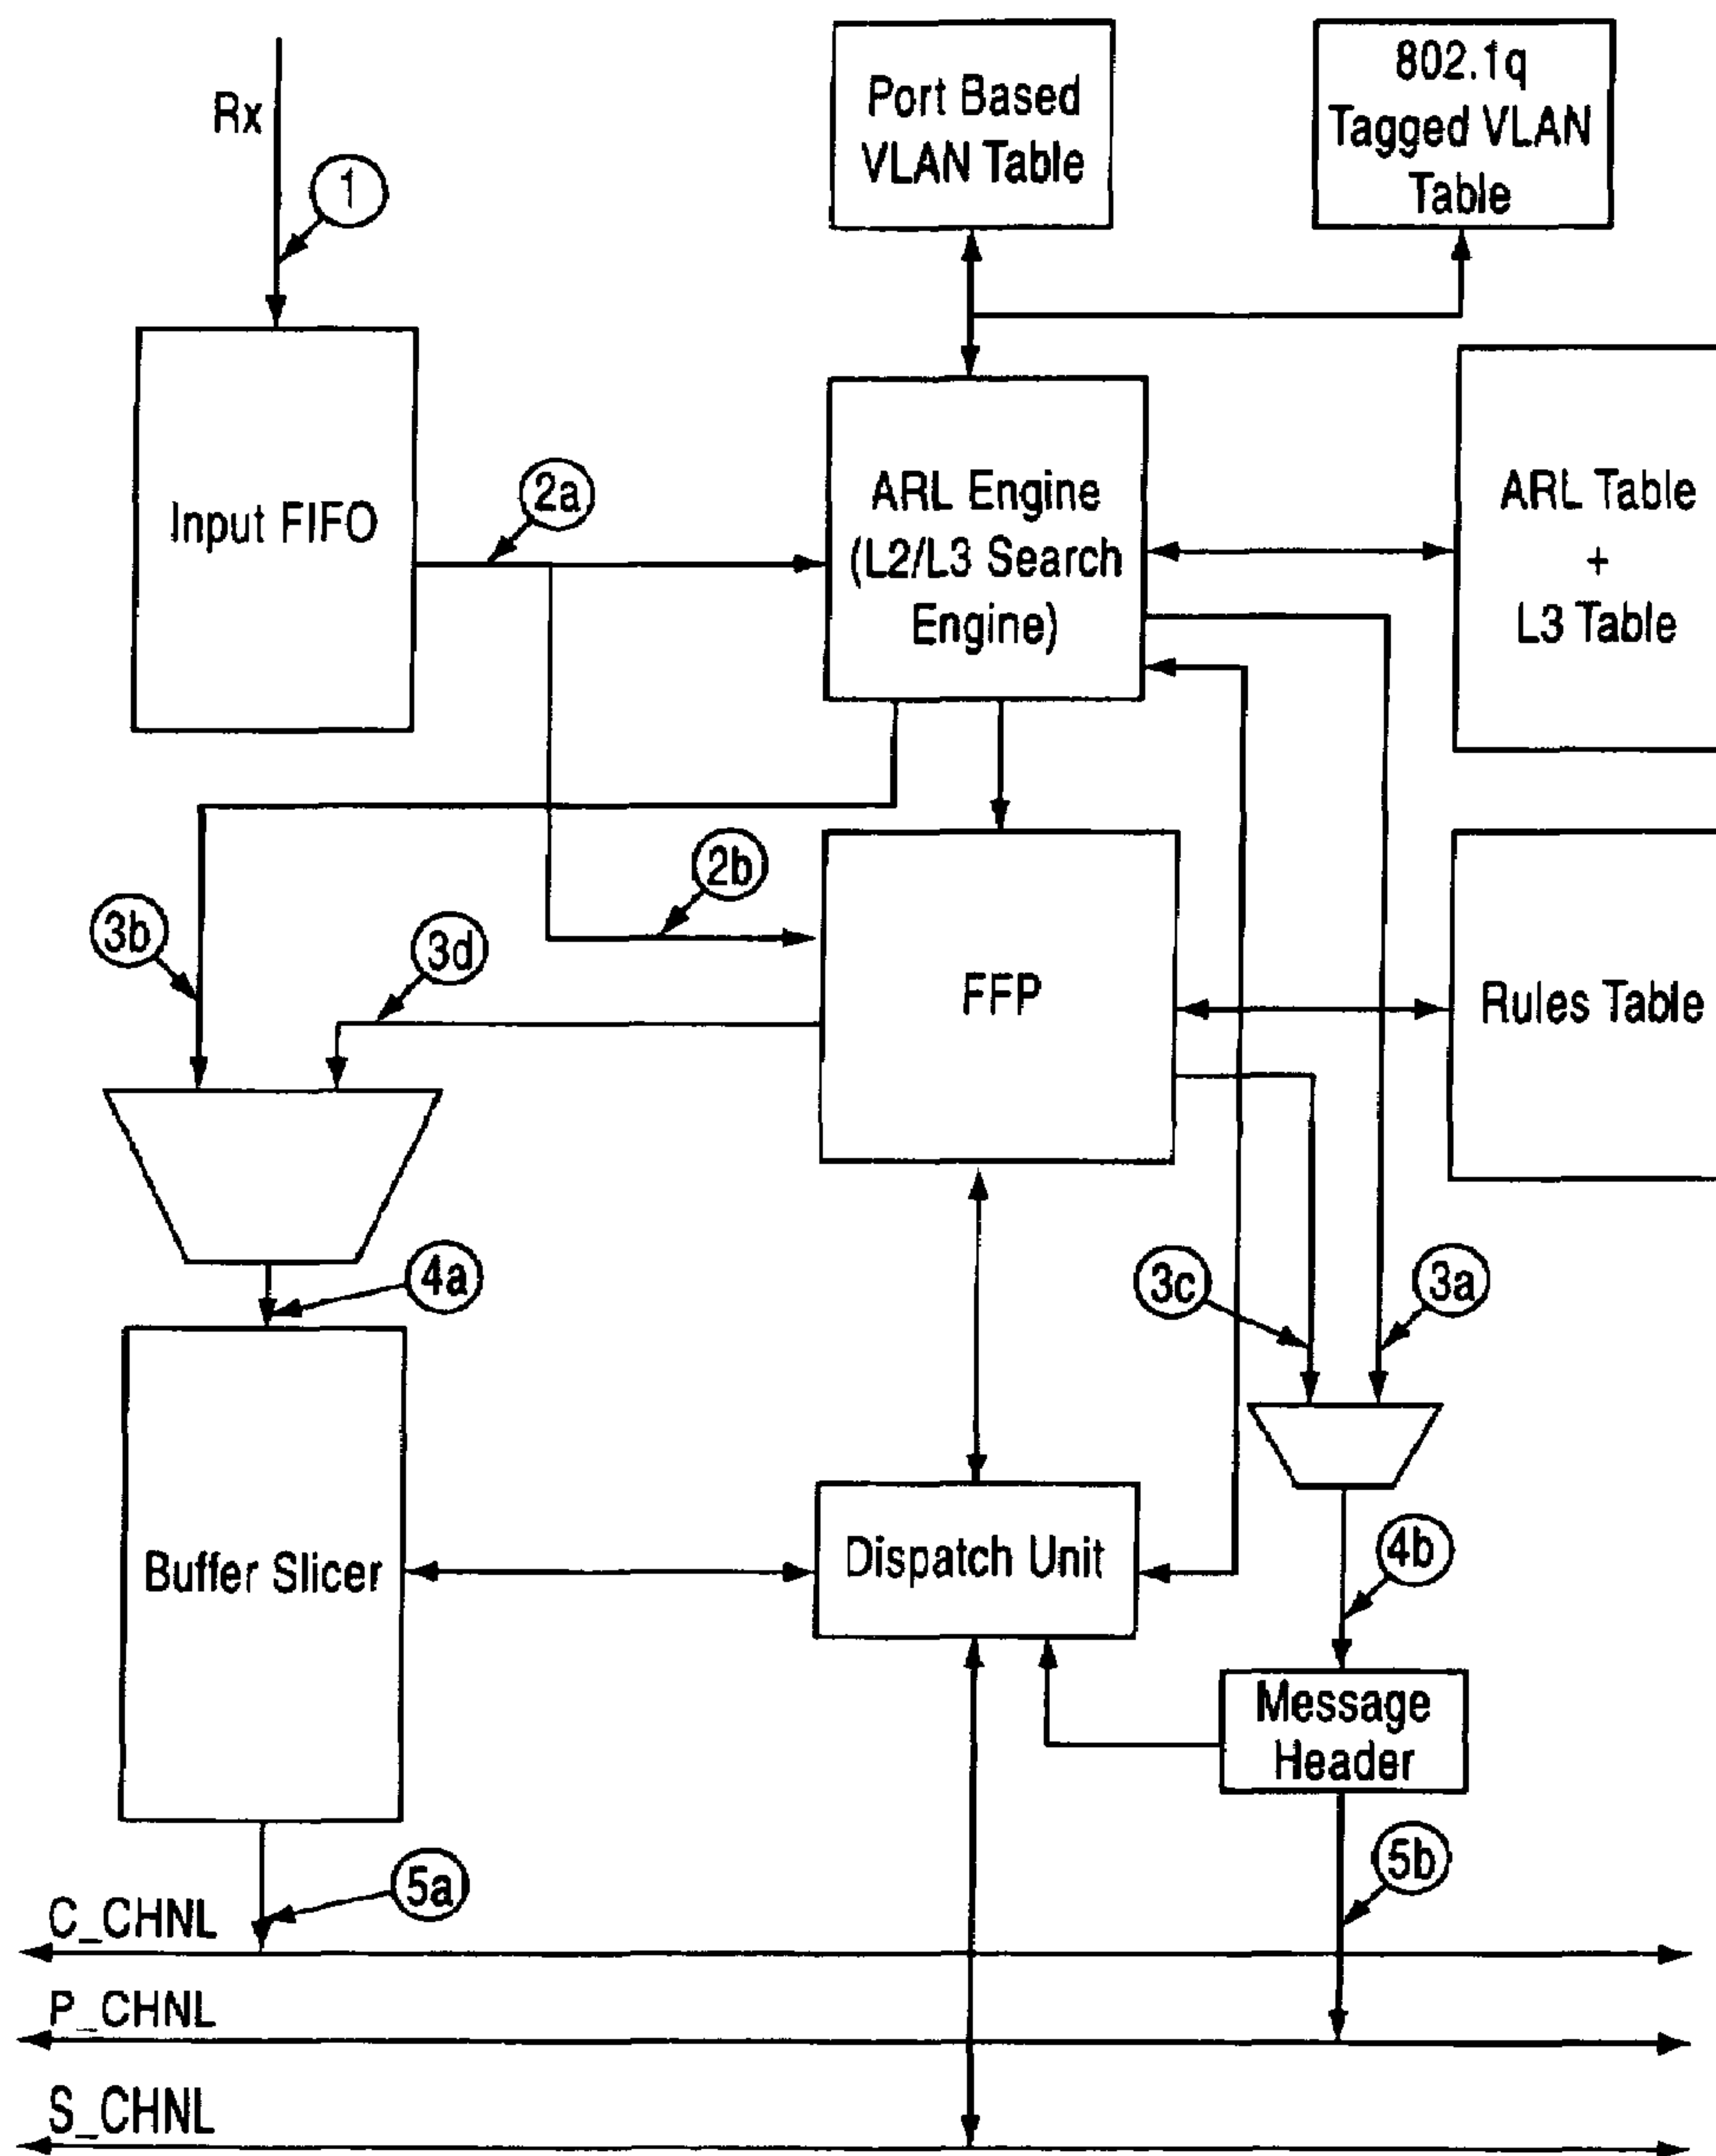 Rx
1
Port Based
VLAN Table
802.1q
Tagged VLAN
Table
Input FIFO
2a
ARL Engine
(L2/L3 Search
Engine)
ARL Table
+
L3 Table
2b
3b
3d
FFP
Rules Table
4a
3c
3a
Buffer Slicer
Dispatch Unit
4b
Message
Header
5a
5b
C_CHNL
P_CHNL
S_CHNL